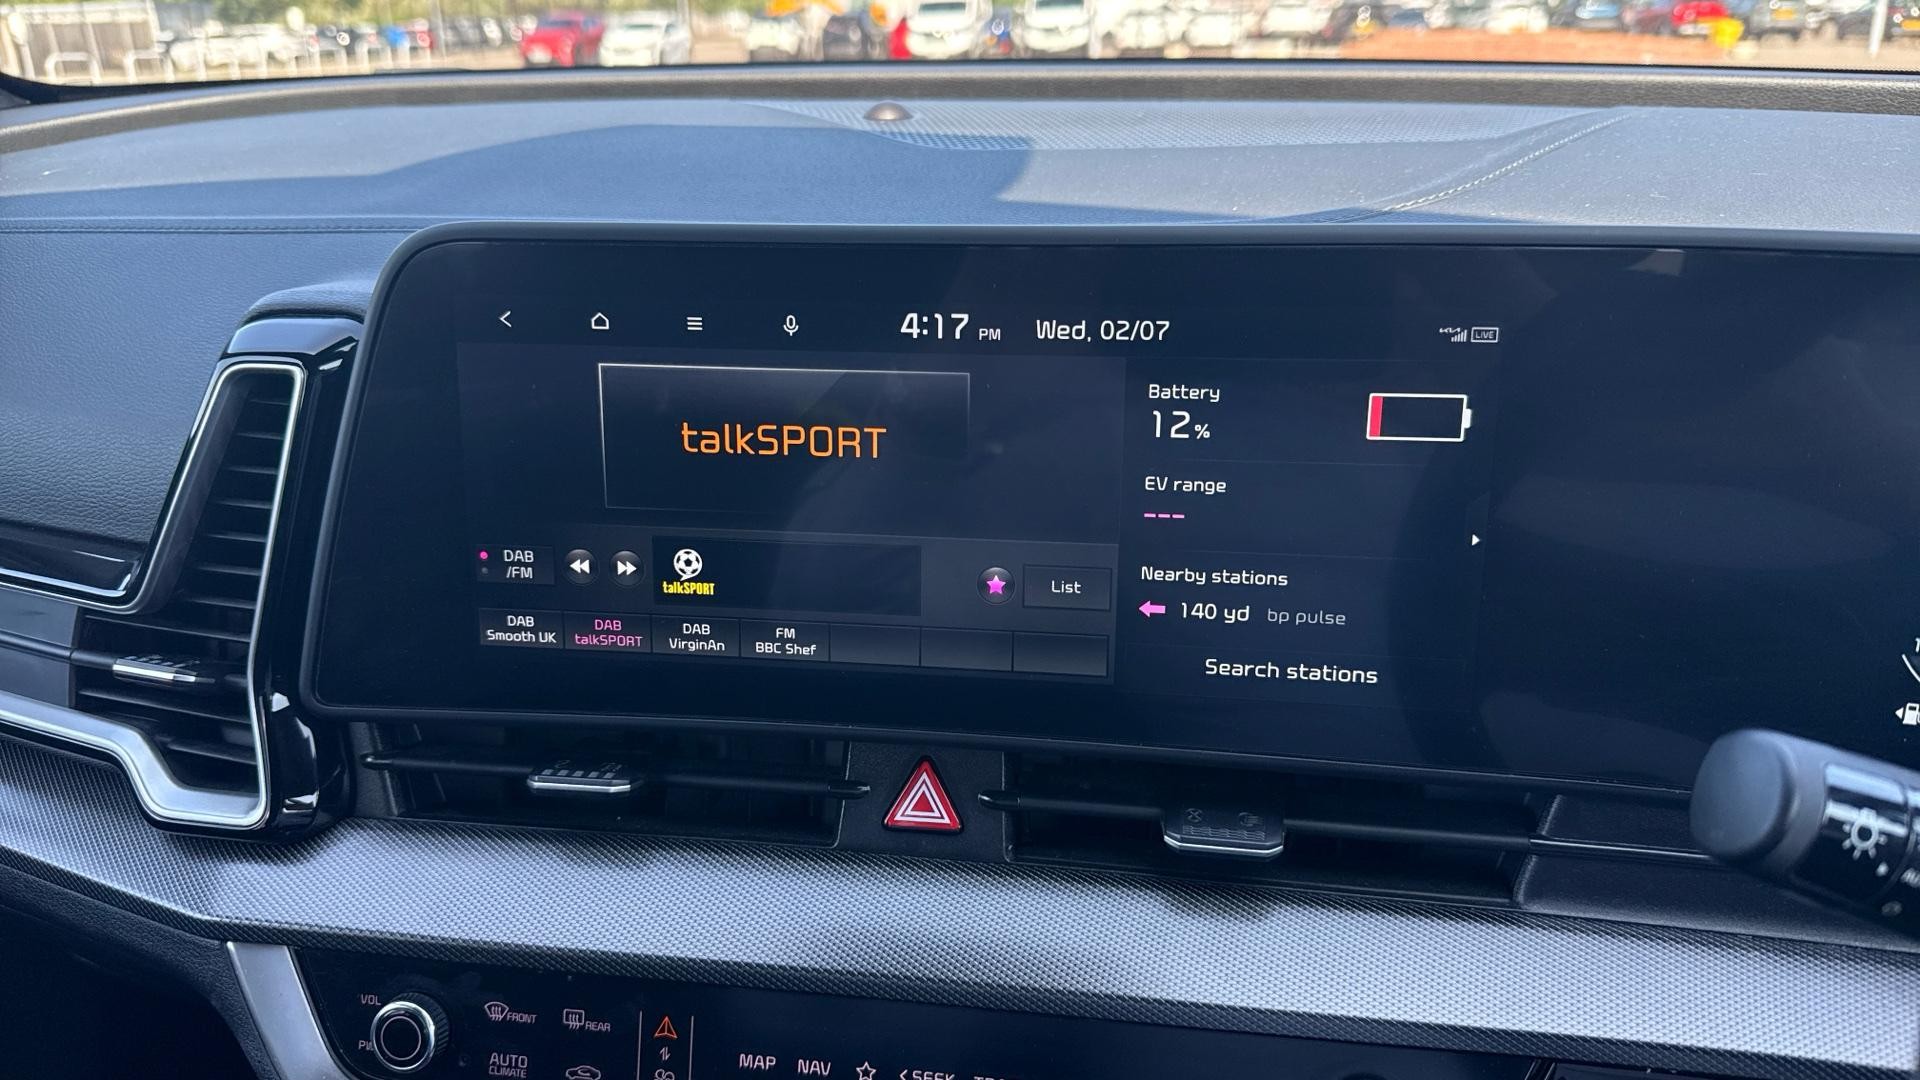 4:17 PM Wed, 02/07
LIVE
talkSPORT
Battery
12%
EV range
---
Nearby stations
140 yd bp pulse
Search stations
DAB
/FM
talkSPORT
List
DAB
Smooth UK
DAB
talkSPORT
DAB
VirginAn
FM
BBC Shef
VOL
FRONT
REAR
AUTO
CLIMATE
MAP
NAV
SEEK